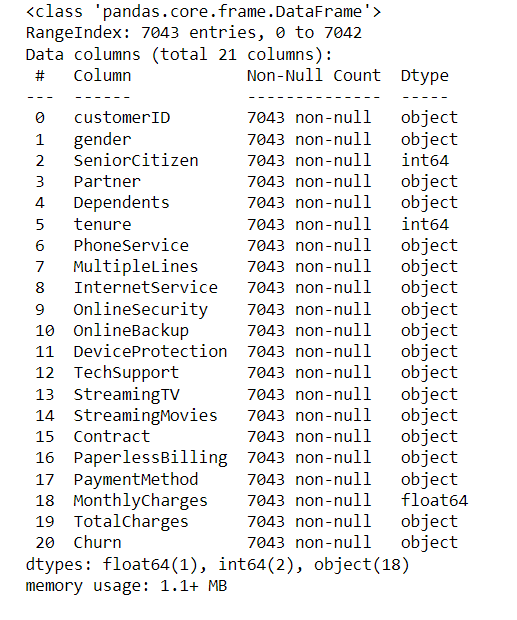 <class 'pandas.core.frame.DataFrame'>
RangeIndex: 7043 entries, 0 to 7042
Data columns (total 21 columns):
 #   Column            Non-Null Count  Dtype
---  ------            --------------  -----
 0   customerID        7043 non-null   object
 1   gender            7043 non-null   object
 2   SeniorCitizen     7043 non-null   int64
 3   Partner           7043 non-null   object
 4   Dependents        7043 non-null   object
 5   tenure            7043 non-null   int64
 6   PhoneService      7043 non-null   object
 7   MultipleLines     7043 non-null   object
 8   InternetService   7043 non-null   object
 9   OnlineSecurity    7043 non-null   object
 10  OnlineBackup      7043 non-null   object
 11  DeviceProtection  7043 non-null   object
 12  TechSupport       7043 non-null   object
 13  StreamingTV       7043 non-null   object
 14  StreamingMovies   7043 non-null   object
 15  Contract          7043 non-null   object
 16  PaperlessBilling  7043 non-null   object
 17  PaymentMethod     7043 non-null   object
 18  MonthlyCharges    7043 non-null   float64
 19  TotalCharges      7043 non-null   object
 20  Churn             7043 non-null   object
dtypes: float64(1), int64(2), object(18)
memory usage: 1.1+ MB